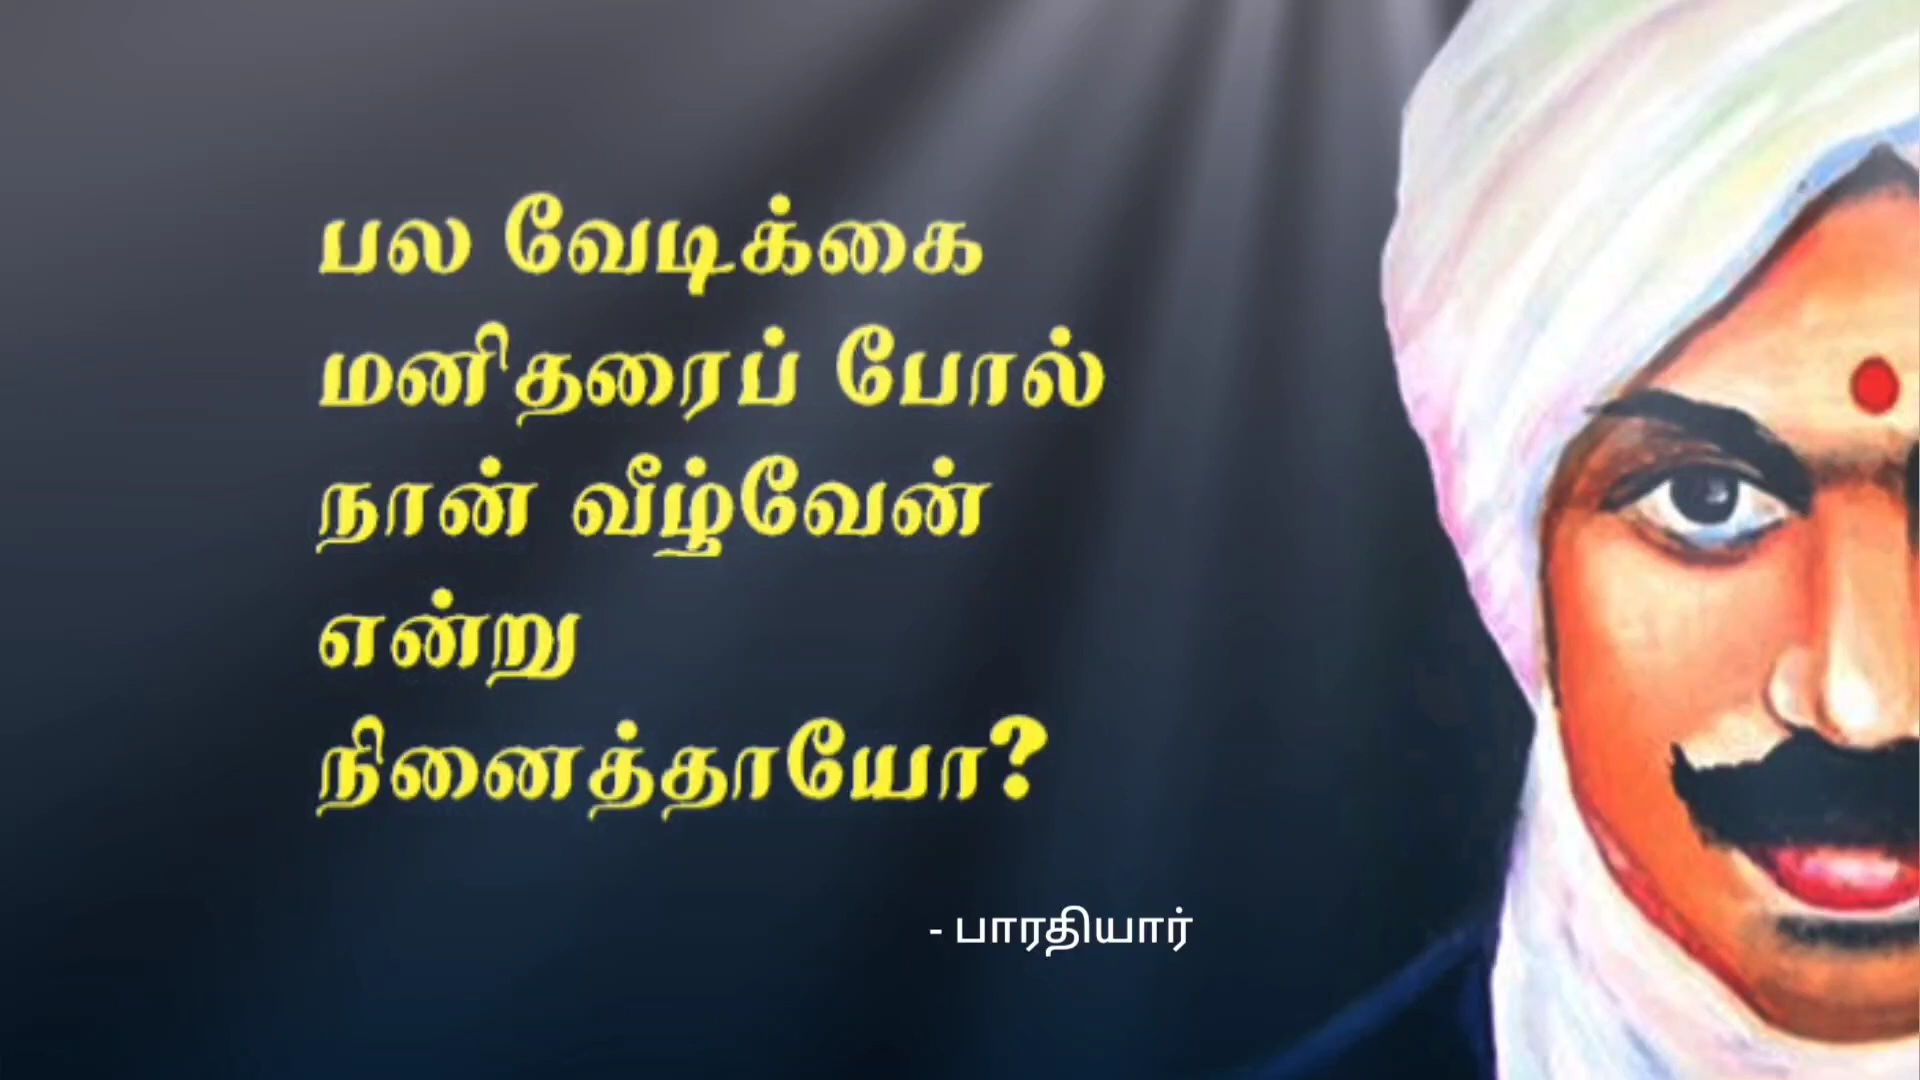 பல வேடிக்கை
மனிதரைப் போல்
நான் வீழ்வேன்
என்று
நினைத்தாயோ?
- பாரதியார்